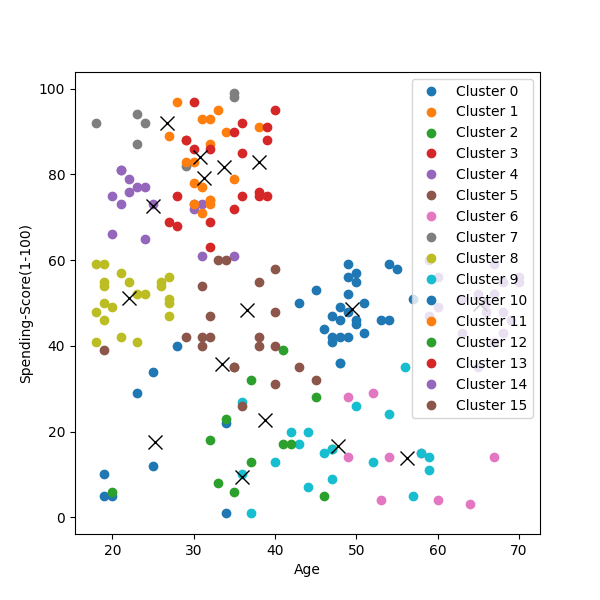 100
80
60
40
20
0
Spending-Score(1-100)
20 30 40 50 60 70
Age
Cluster 0
Cluster 1
Cluster 2
Cluster 3
Cluster 4
Cluster 5
Cluster 6
Cluster 7
Cluster 8
Cluster 9
Cluster 10
Cluster 11
Cluster 12
Cluster 13
Cluster 14
Cluster 15